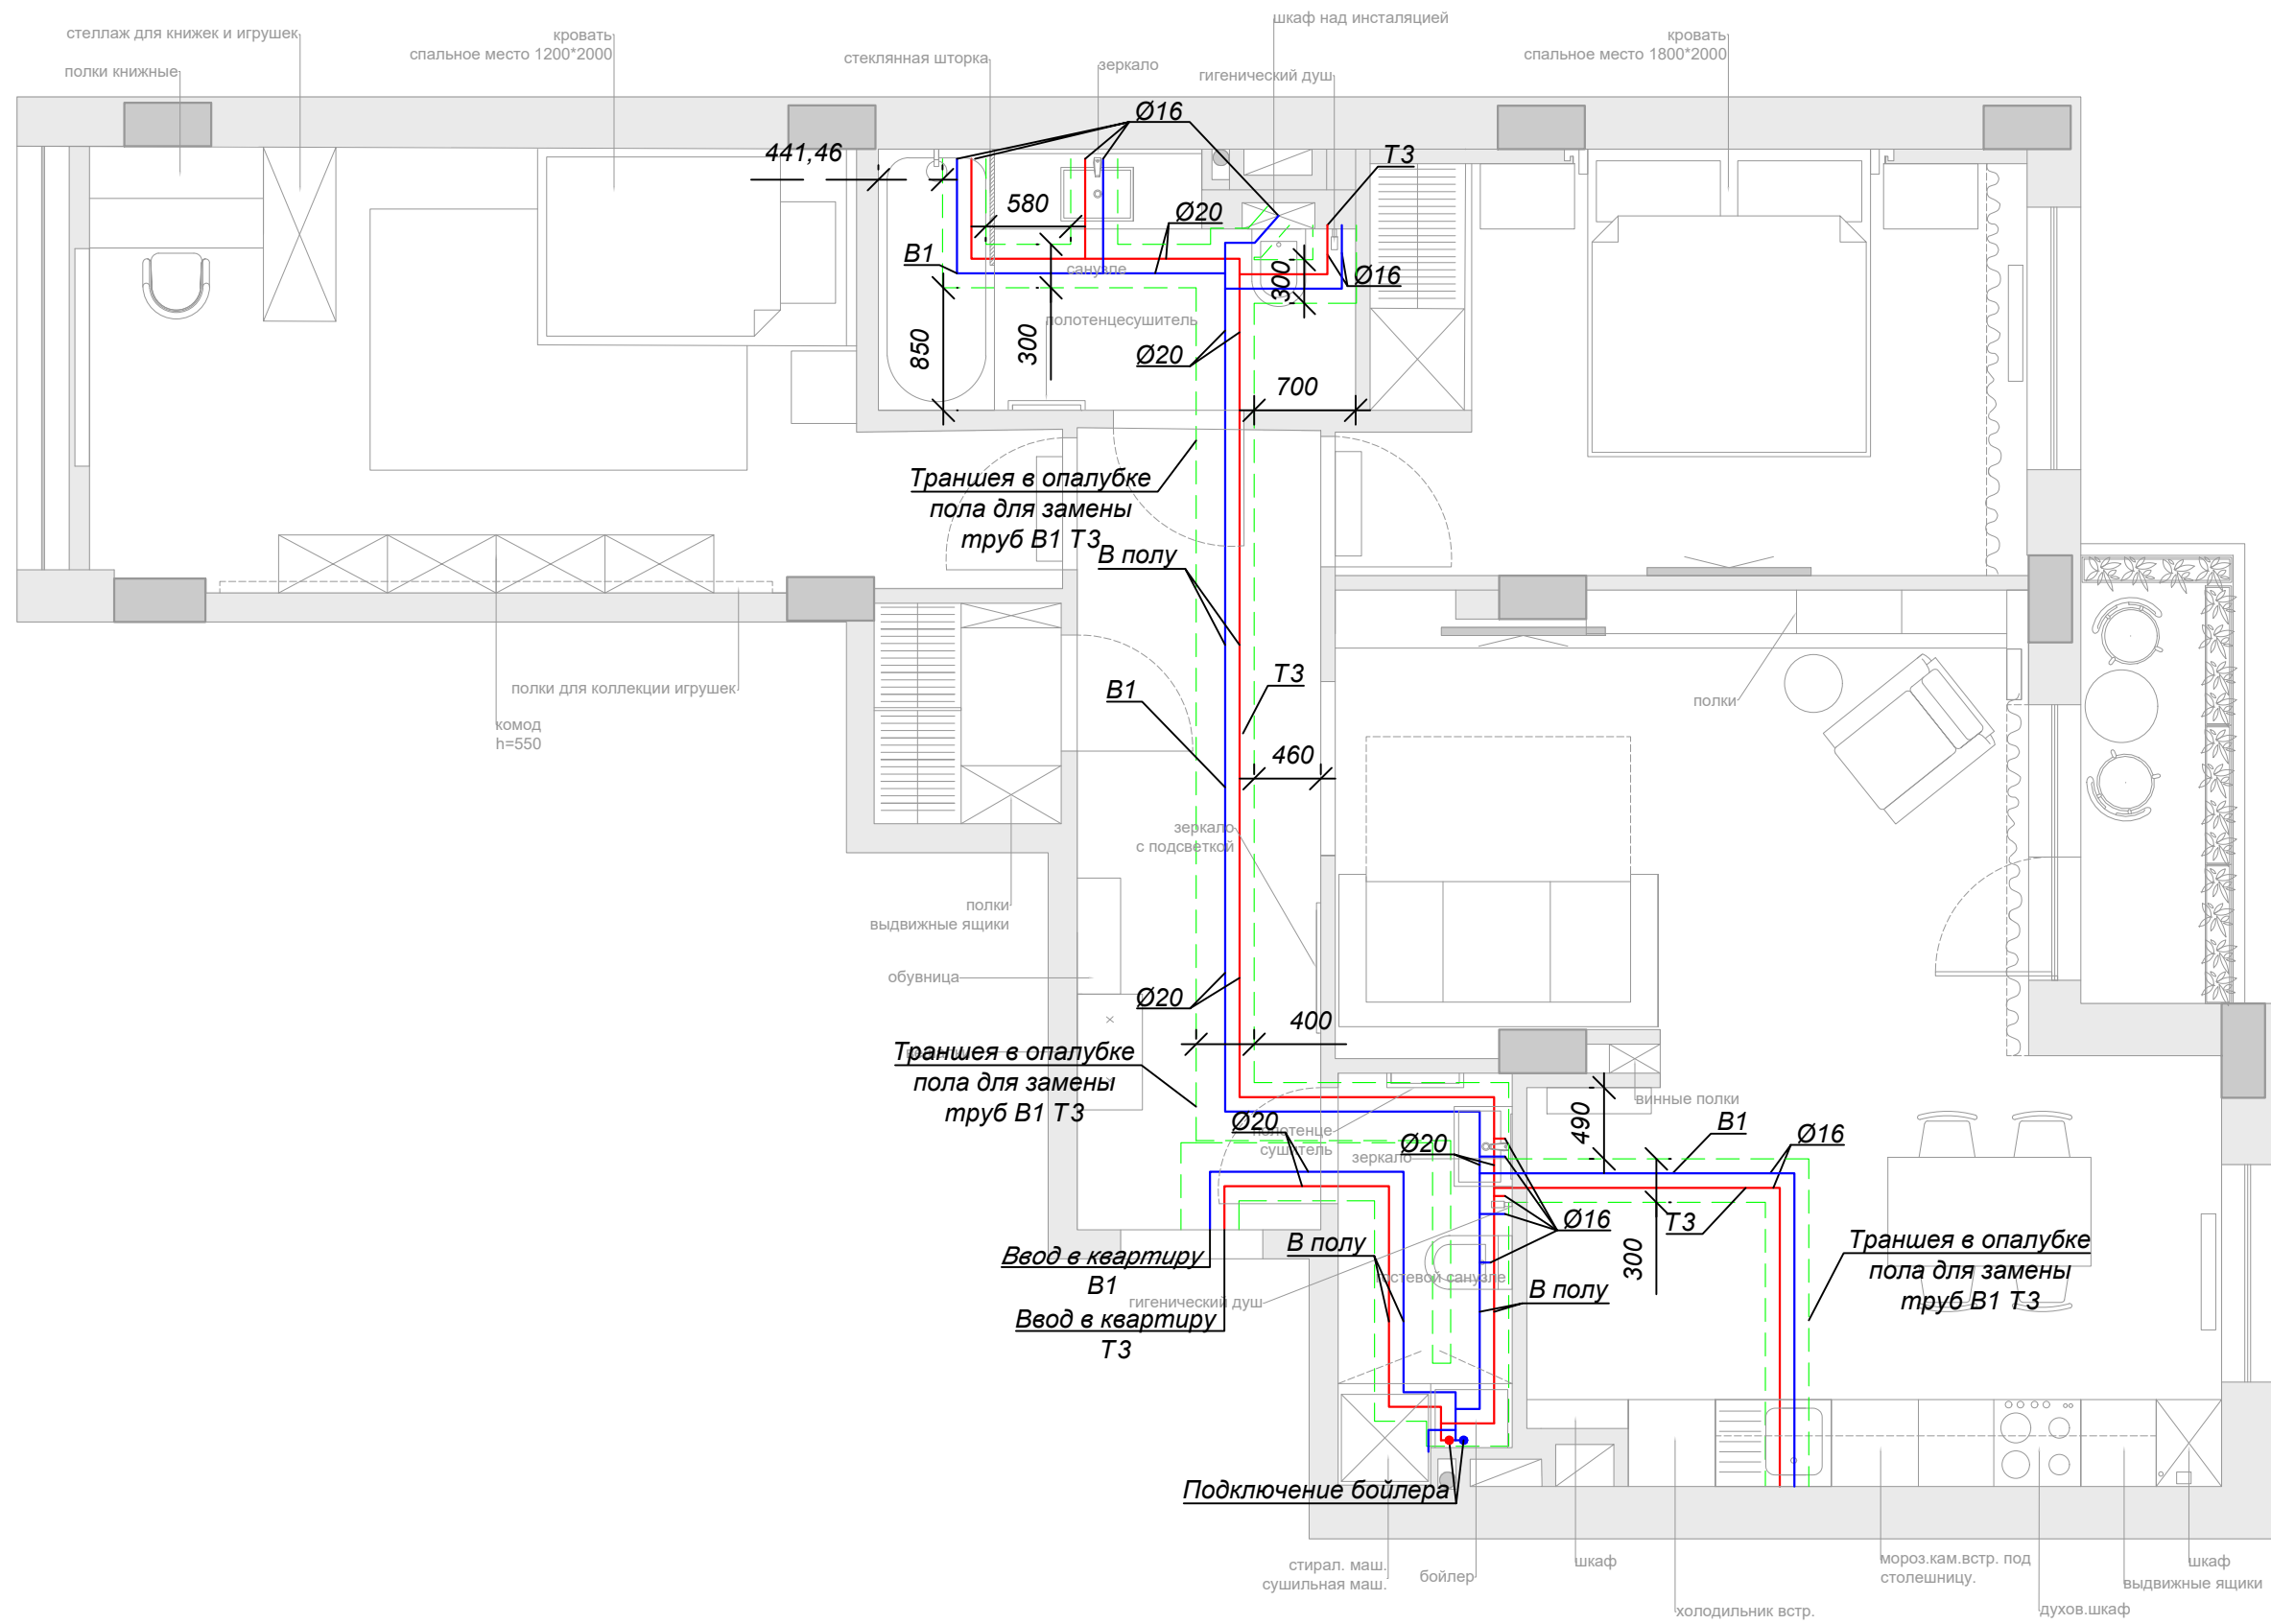 шкаф над инсталяцией
стеллаж для книжек и игрушек
кровать
спальное место 1200*2000
кровать
спальное место 1800*2000
стеклянная шторка
зеркало
полки книжные
гигенический душ
Ø16
441,46
Т3
580
Ø20
В1
санузле
300
Ø16
полотенцесушитель
850
300
Ø20
700
Траншея в опалубке
пола для замены
труб В1 Т3
В полу
Т3
В1
полки для коллекции игрушек
полки
комод
h=550
460
зеркало
с подсветкой
полки
выдвижные ящики
обувница
Ø20
400
Траншея в опалубке
пола для замены
труб В1 Т3
винные полки
490
Ø20
полотенце
сушитель
Ø20
зеркало
В1
Ø16
Ø16
Т3
300
Ввод в квартиру
В1
В полу
Траншея в опалубке
пола для замены
труб В1 Т3
гостевой санузле
гигенический душ
В полу
Ввод в квартиру
Т3
Подключение бойлера
стирал. маш.
сушильная маш.
бойлер
шкаф
мороз.кам.встр. под
столешницу.
шкаф
выдвижные ящики
холодильник встр.
духов.шкаф